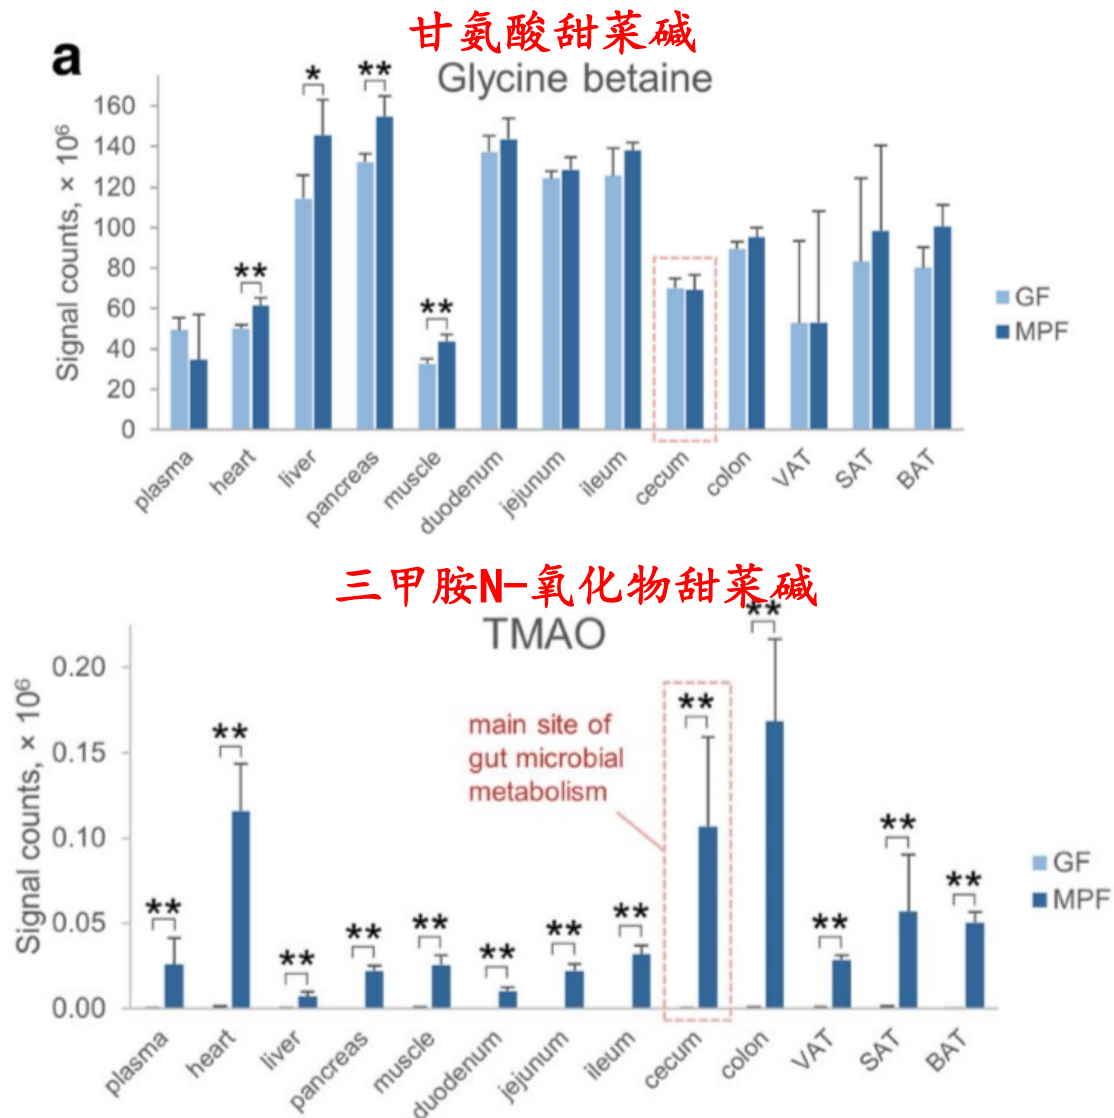 甘氨酸甜菜碱
a
Glycine betaine
Signal counts, × 10⁶
160
140
120
100
80
60
40
20
0
*
**
**
**
GF
MPF
plasma
heart
liver
pancreas
muscle
duodenum
jejunum
ileum
cecum
colon
VAT
SAT
BAT
三甲胺N-氧化物甜菜碱
TMAO
Signal counts, × 10⁶
0.20
0.15
0.10
0.05
0.00
main site of
gut microbial
metabolism
**
**
**
**
**
**
**
**
**
**
**
**
**
GF
MPF
plasma
heart
liver
pancreas
muscle
duodenum
jejunum
ileum
cecum
colon
VAT
SAT
BAT